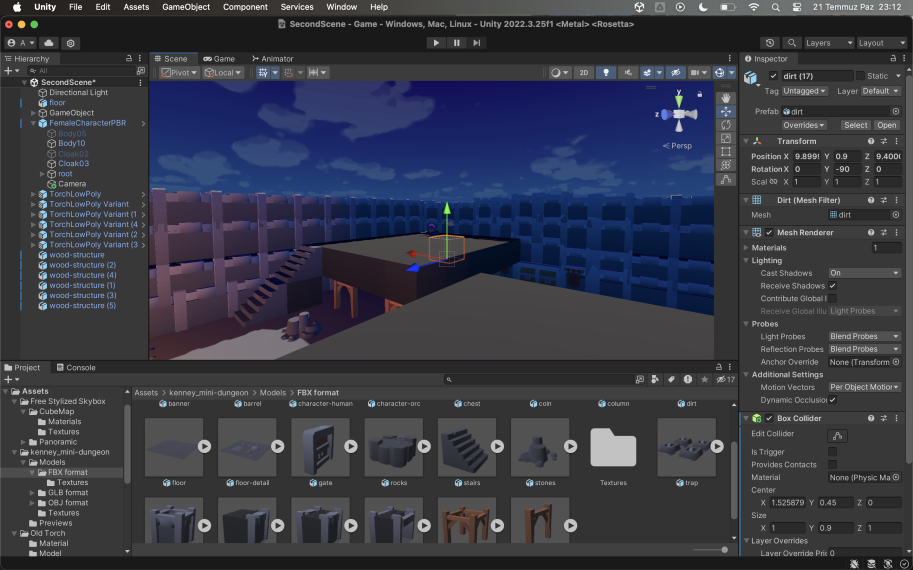 Unity File Edit Assets GameObject Component Services Window Help 21 Temmuz Paz 23:12
SecondScene - Game - Windows, Mac, Linux - Unity 2022.3.25f1 <Metal> <Rosetta>
A Layers Layout
Hierarchy
All
SecondScene*
Directional Light
floor
GameObject
FemaleCharacterPBR
Body05
Body10
Cloak02
Cloak03
root
Camera
TorchLowPoly
TorchLowPoly Variant
TorchLowPoly Variant (1
TorchLowPoly Variant (4
TorchLowPoly Variant (2
TorchLowPoly Variant (3
wood-structure
wood-structure (2)
wood-structure (4)
wood-structure (1)
wood-structure (3)
wood-structure (5)
Scene Game Animator
Pivot Local 2D
y
z
Persp
Inspector
dirt (17) Static
Tag Untagged Layer Default
Prefab dirt
Overrides Select Open
Transform
Position X 9.8999 Y 0.9 Z 9.4000
Rotation X 0 Y -90 Z 0
Scal X 1 Y 1 Z 1
Dirt (Mesh Filter)
Mesh dirt
Mesh Renderer
Materials 1
Lighting
Cast Shadows On
Receive Shadows
Contribute Global I
Receive Global Illu Light Probes
Probes
Light Probes Blend Probes
Reflection Probes Blend Probes
Anchor Override None (Transform
Additional Settings
Motion Vectors Per Object Motion
Dynamic Occlusion
Box Collider
Edit Collider
Is Trigger
Provides Contacts
Material None (Physic Ma
Center
X 1.525879 Y 0.45 Z 0
Size
X 1 Y 0.9 Z 1
Layer Overrides
Layer Override Prio 0
Project Console
17
Assets
Free Stylized Skybox
CubeMap
Materials
Textures
Panoramic
kenney_mini-dungeon
Models
FBX format
Textures
GLB format
OBJ format
Textures
Previews
Old Torch
Material
Model
Assets > kenney_mini-dungeon > Models > FBX format
banner barrel character-human character-orc chest coin column dirt
floor floor-detail gate rocks stairs stones Textures trap